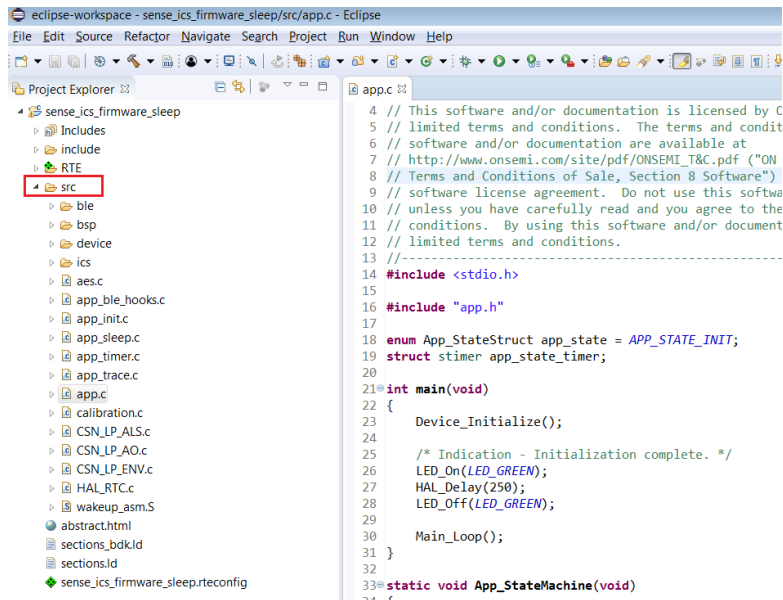 eclipse-workspace - sense_ics_firmware_sleep/src/app.c - Eclipse
File Edit Source Refactor Navigate Search Project Run Window Help
Project Explorer
sense_ics_firmware_sleep
Includes
include
RTE
src
ble
bsp
device
ics
aes.c
app_ble_hooks.c
app_init.c
app_sleep.c
app_timer.c
app_trace.c
app.c
calibration.c
CSN_LP_ALS.c
CSN_LP_AO.c
CSN_LP_ENV.c
HAL_RTC.c
wakeup_asm.S
abstract.html
sections_bdk.ld
sections.ld
sense_ics_firmware_sleep.rteconfig
app.c
4 // This software and/or documentation is licensed by O
5 // limited terms and conditions.  The terms and condit
6 // software and/or documentation are available at
7 // http://www.onsemi.com/site/pdf/ONSEMI_T&C.pdf ("ON
8 // Terms and Conditions of Sale, Section 8 Software")
9 // software license agreement.  Do not use this softwa
10 // unless you have carefully read and you agree to the
11 // conditions.  By using this software and/or document
12 // limited terms and conditions.
13 //-----------------------------------------------------
14 #include <stdio.h>
15
16 #include "app.h"
17
18 enum App_StateStruct app_state = APP_STATE_INIT;
19 struct stimer app_state_timer;
20
21 int main(void)
22 {
23     Device_Initialize();
24
25     /* Indication - Initialization complete. */
26     LED_On(LED_GREEN);
27     HAL_Delay(250);
28     LED_Off(LED_GREEN);
29
30     Main_Loop();
31 }
32
33 static void App_StateMachine(void)